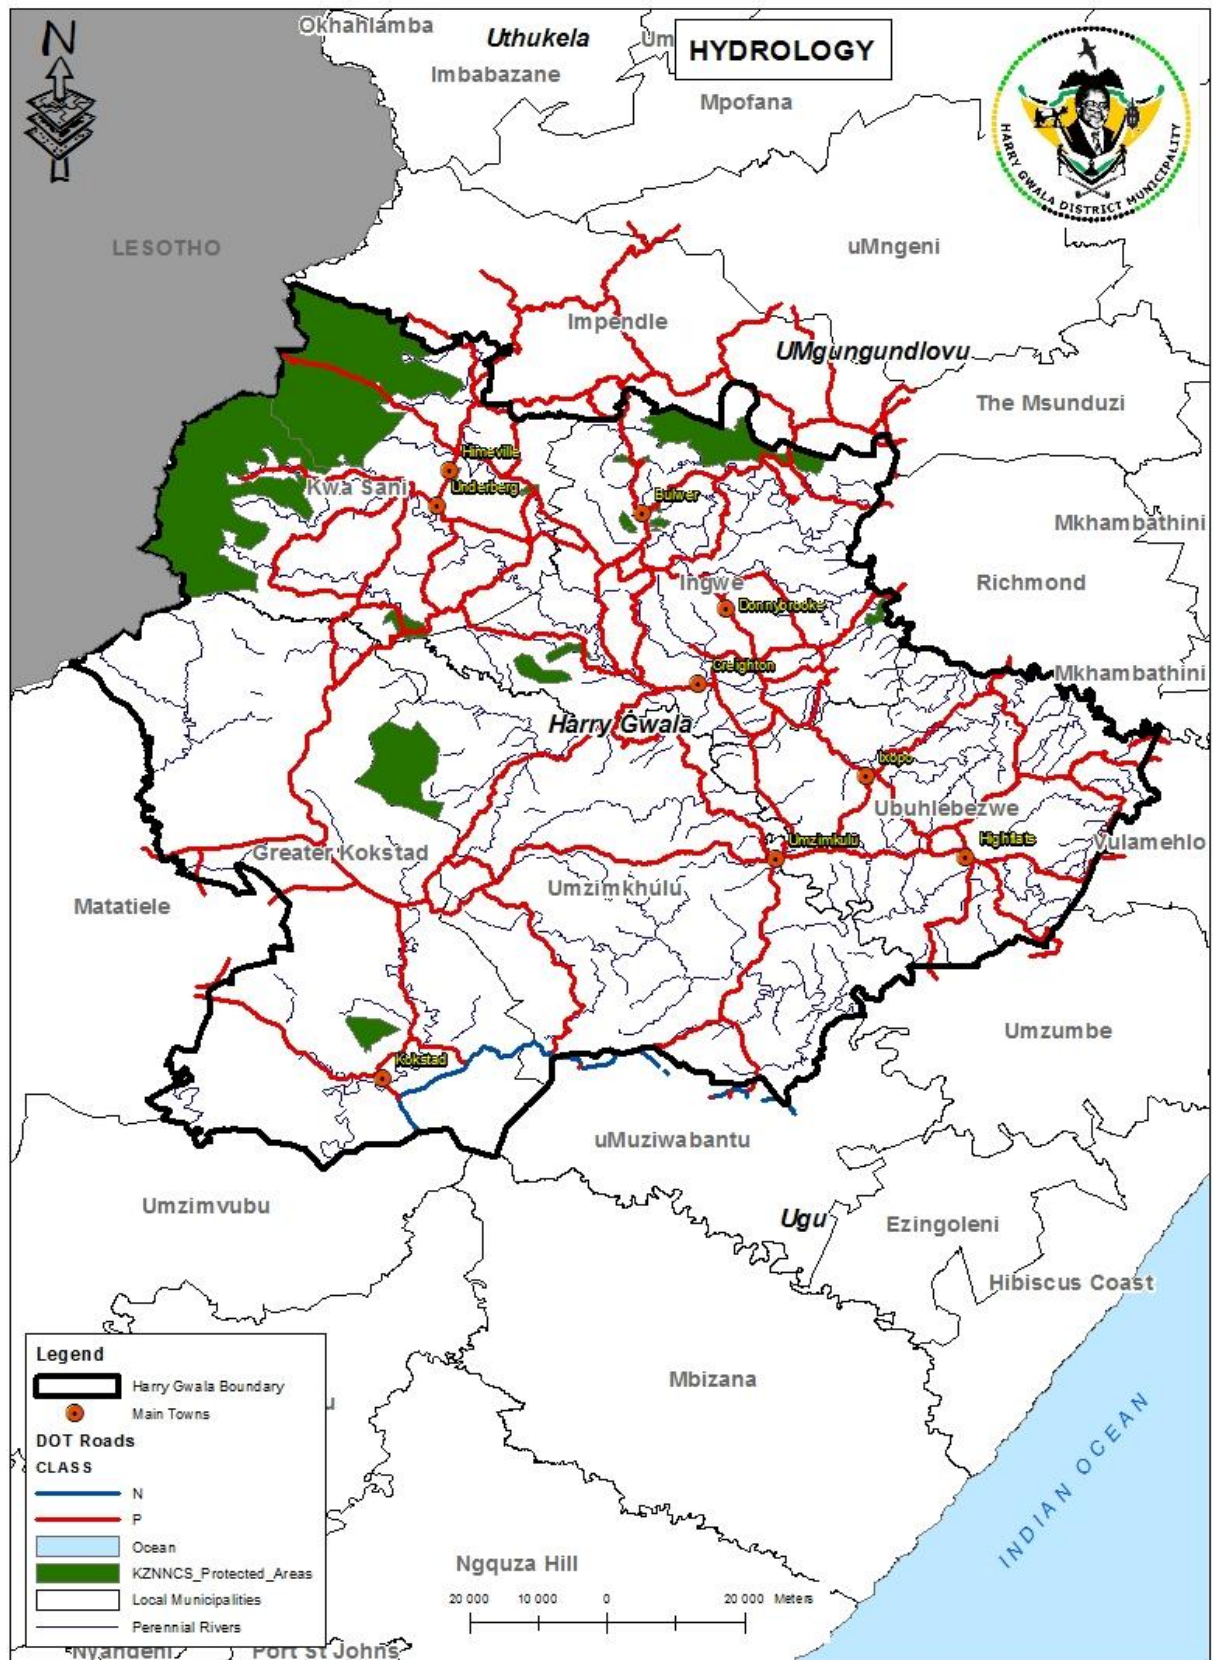 N
Okhahlamba
Uthukela
Um
HYDROLOGY
Imbabazane
Mpofana
HARRY GWALA DISTRICT MUNICIPALITY
LESOTHO
uMngeni
Impendle
UMgungundlovu
The Msunduzi
Himeville
Kwa Sani
Underberg
Bulwer
Mkhambathini
Ingwe
Richmond
Donnybrooke
Creighton
Mkhambathini
Harry Gwala
Ixopo
Ubuhlebezwe
Umzimkulu
Highflats
Vulamehlo
Greater Kokstad
Umzimkhulu
Matatiele
Umzumbe
Kokstad
uMuziwabantu
Umzimvubu
Ugu
Ezingoleni
Hibiscus Coast
Mbizana
INDIAN OCEAN
Legend
Harry Gwala Boundary
u
Main Towns
DOT Roads
CLASS
N
P
Ocean
KZNNCS_Protected_Areas
Local Municipalities
Perennial Rivers
Ngquza Hill
20 000 10 000 0 20 000 Meters
Nyandeni
Port St Johns